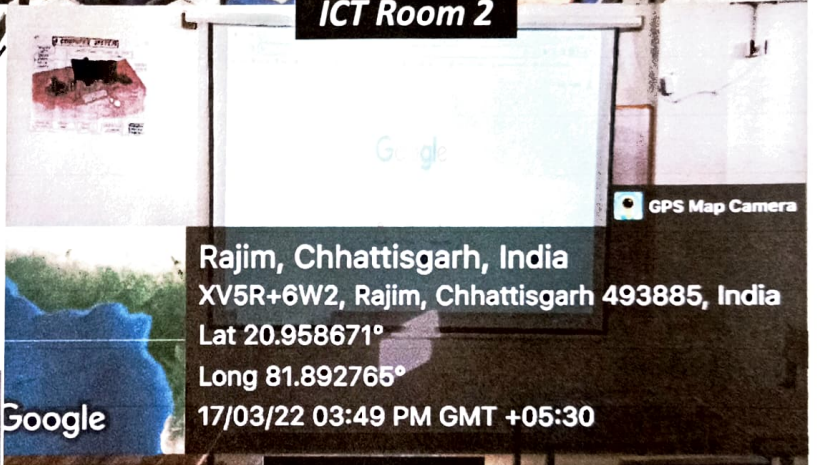 ICT Room 2
Google
GPS Map Camera
Rajim, Chhattisgarh, India
XV5R+6W2, Rajim, Chhattisgarh 493885, India
Lat 20.958671°
Long 81.892765°
17/03/22 03:49 PM GMT +05:30
Google